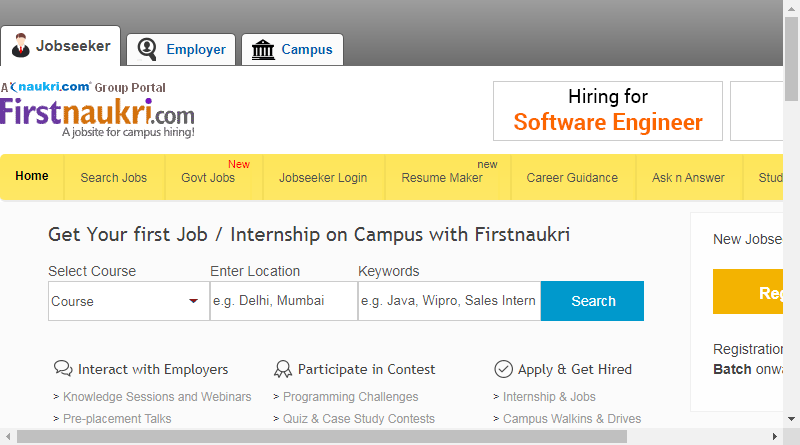 Jobseeker
Employer
Campus
A naukri.com Group Portal
Firstnaukri.com
A jobsite for campus hiring!
Hiring for
Software Engineer
New
new
Home
Search Jobs
Govt Jobs
Jobseeker Login
Resume Maker
Career Guidance
Ask n Answer
Stud
Get Your first Job / Internship on Campus with Firstnaukri
Select Course
Enter Location
Keywords
Course
e.g. Delhi, Mumbai
e.g. Java, Wipro, Sales Intern
Search
New Jobse
Reg
Registration
Batch onwa
Interact with Employers
> Knowledge Sessions and Webinars
> Pre-placement Talks
Participate in Contest
> Programming Challenges
> Quiz & Case Study Contests
Apply & Get Hired
> Internship & Jobs
> Campus Walkins & Drives